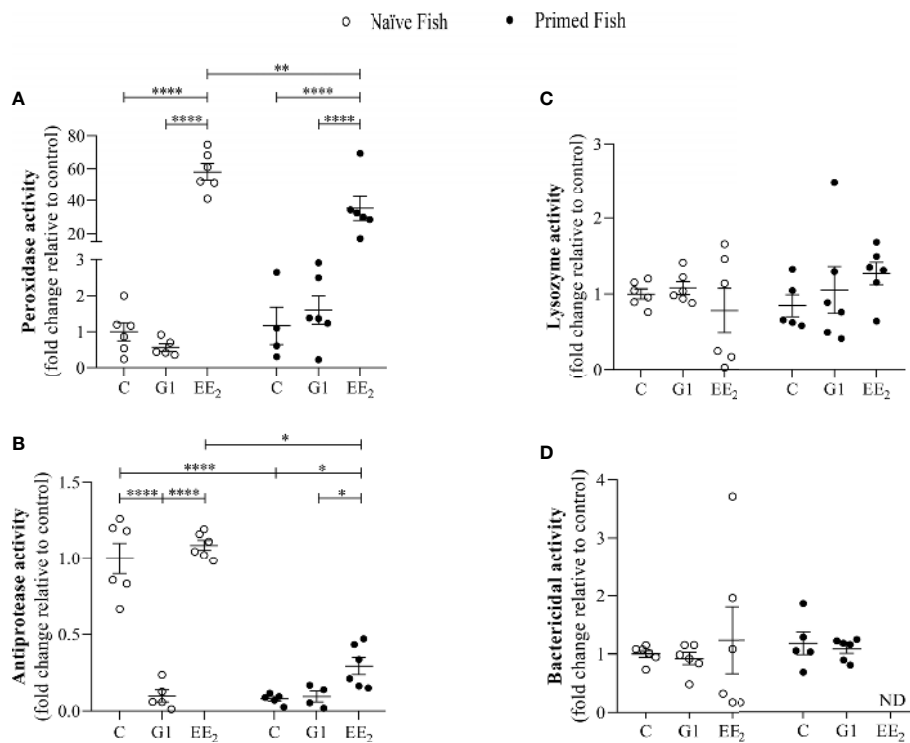 Naïve Fish Primed Fish
A
**
**** ****
**** ****
Peroxidase activity
(fold change relative to control)
80
60
40
20
3
2
1
0
C G1 EE₂ C G1 EE₂
B
*
**** *
**** **** *
Antiprotease activity
(fold change relative to control)
1.5
1.0
0.5
0.0
C G1 EE₂ C G1 EE₂
C
Lysozyme activity
(fold change relative to control)
3
2
1
0
C G1 EE₂ C G1 EE₂
D
Bactericidal activity
(fold change relative to control)
4
3
2
1
0
ND
C G1 EE₂ C G1 EE₂